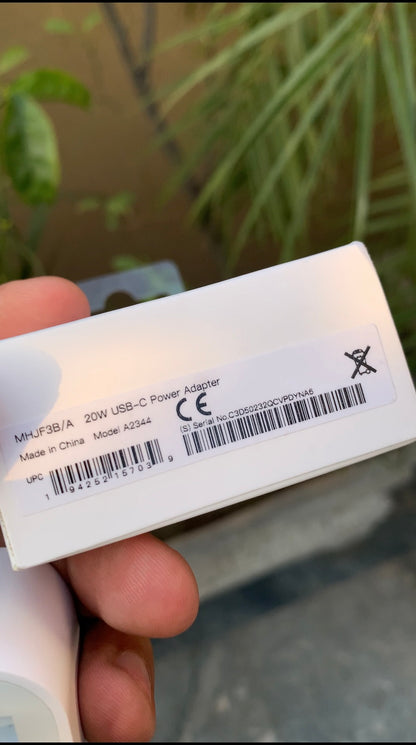 MHJF3B/A 20W USB-C Power Adapter
Made in China Model A2344
CE
(S) Serial No.C3D50232QCVPDYNA6
UPC
1 94252 15703 9